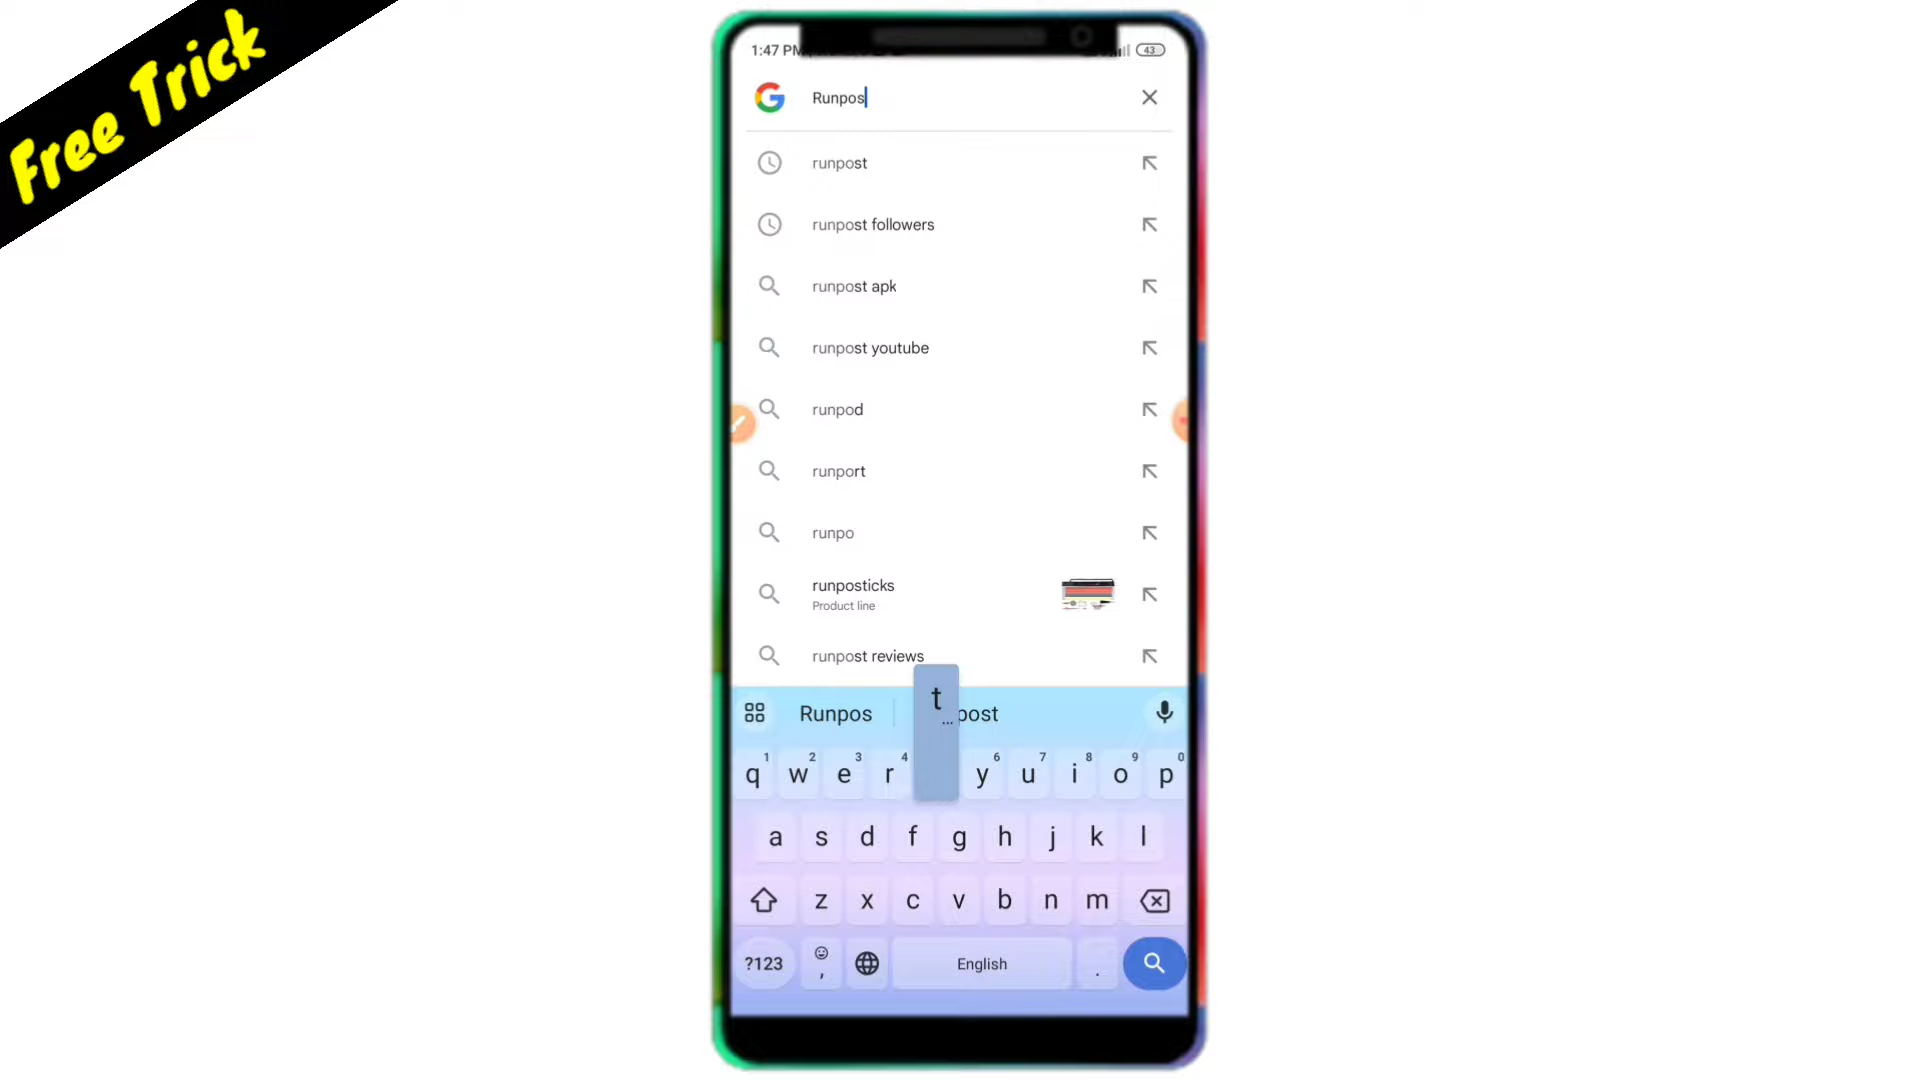 Free Trick
1:47 PM
43
Runpos
runpost
runpost followers
runpost apk
runpost youtube
runpod
runport
runpo
runposticks
Product line
runpost reviews
Runpos
post
t
...
1 2 3 4 6 7 8 9 0
q w e r y u i o p
a s d f g h j k l
z x c v b n m
?123 , English .